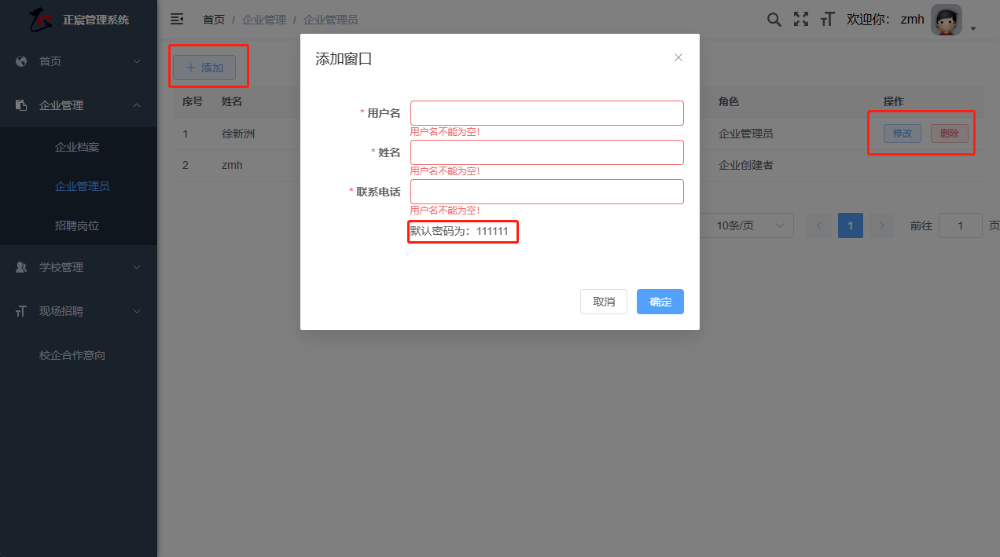 正宸管理系统
首页 / 企业管理 / 企业管理员
欢迎你: zmh
首页
企业管理
企业档案
企业管理员
招聘岗位
学校管理
现场招聘
校企合作意向
添加
序号 姓名 角色 操作
1 徐新洲 企业管理员 修改 删除
2 zmh 企业创建者
10条/页 1 前往 1 页
添加窗口
* 用户名
用户名不能为空!
* 姓名
用户名不能为空!
* 联系电话
用户名不能为空!
默认密码为: 111111
取消 确定